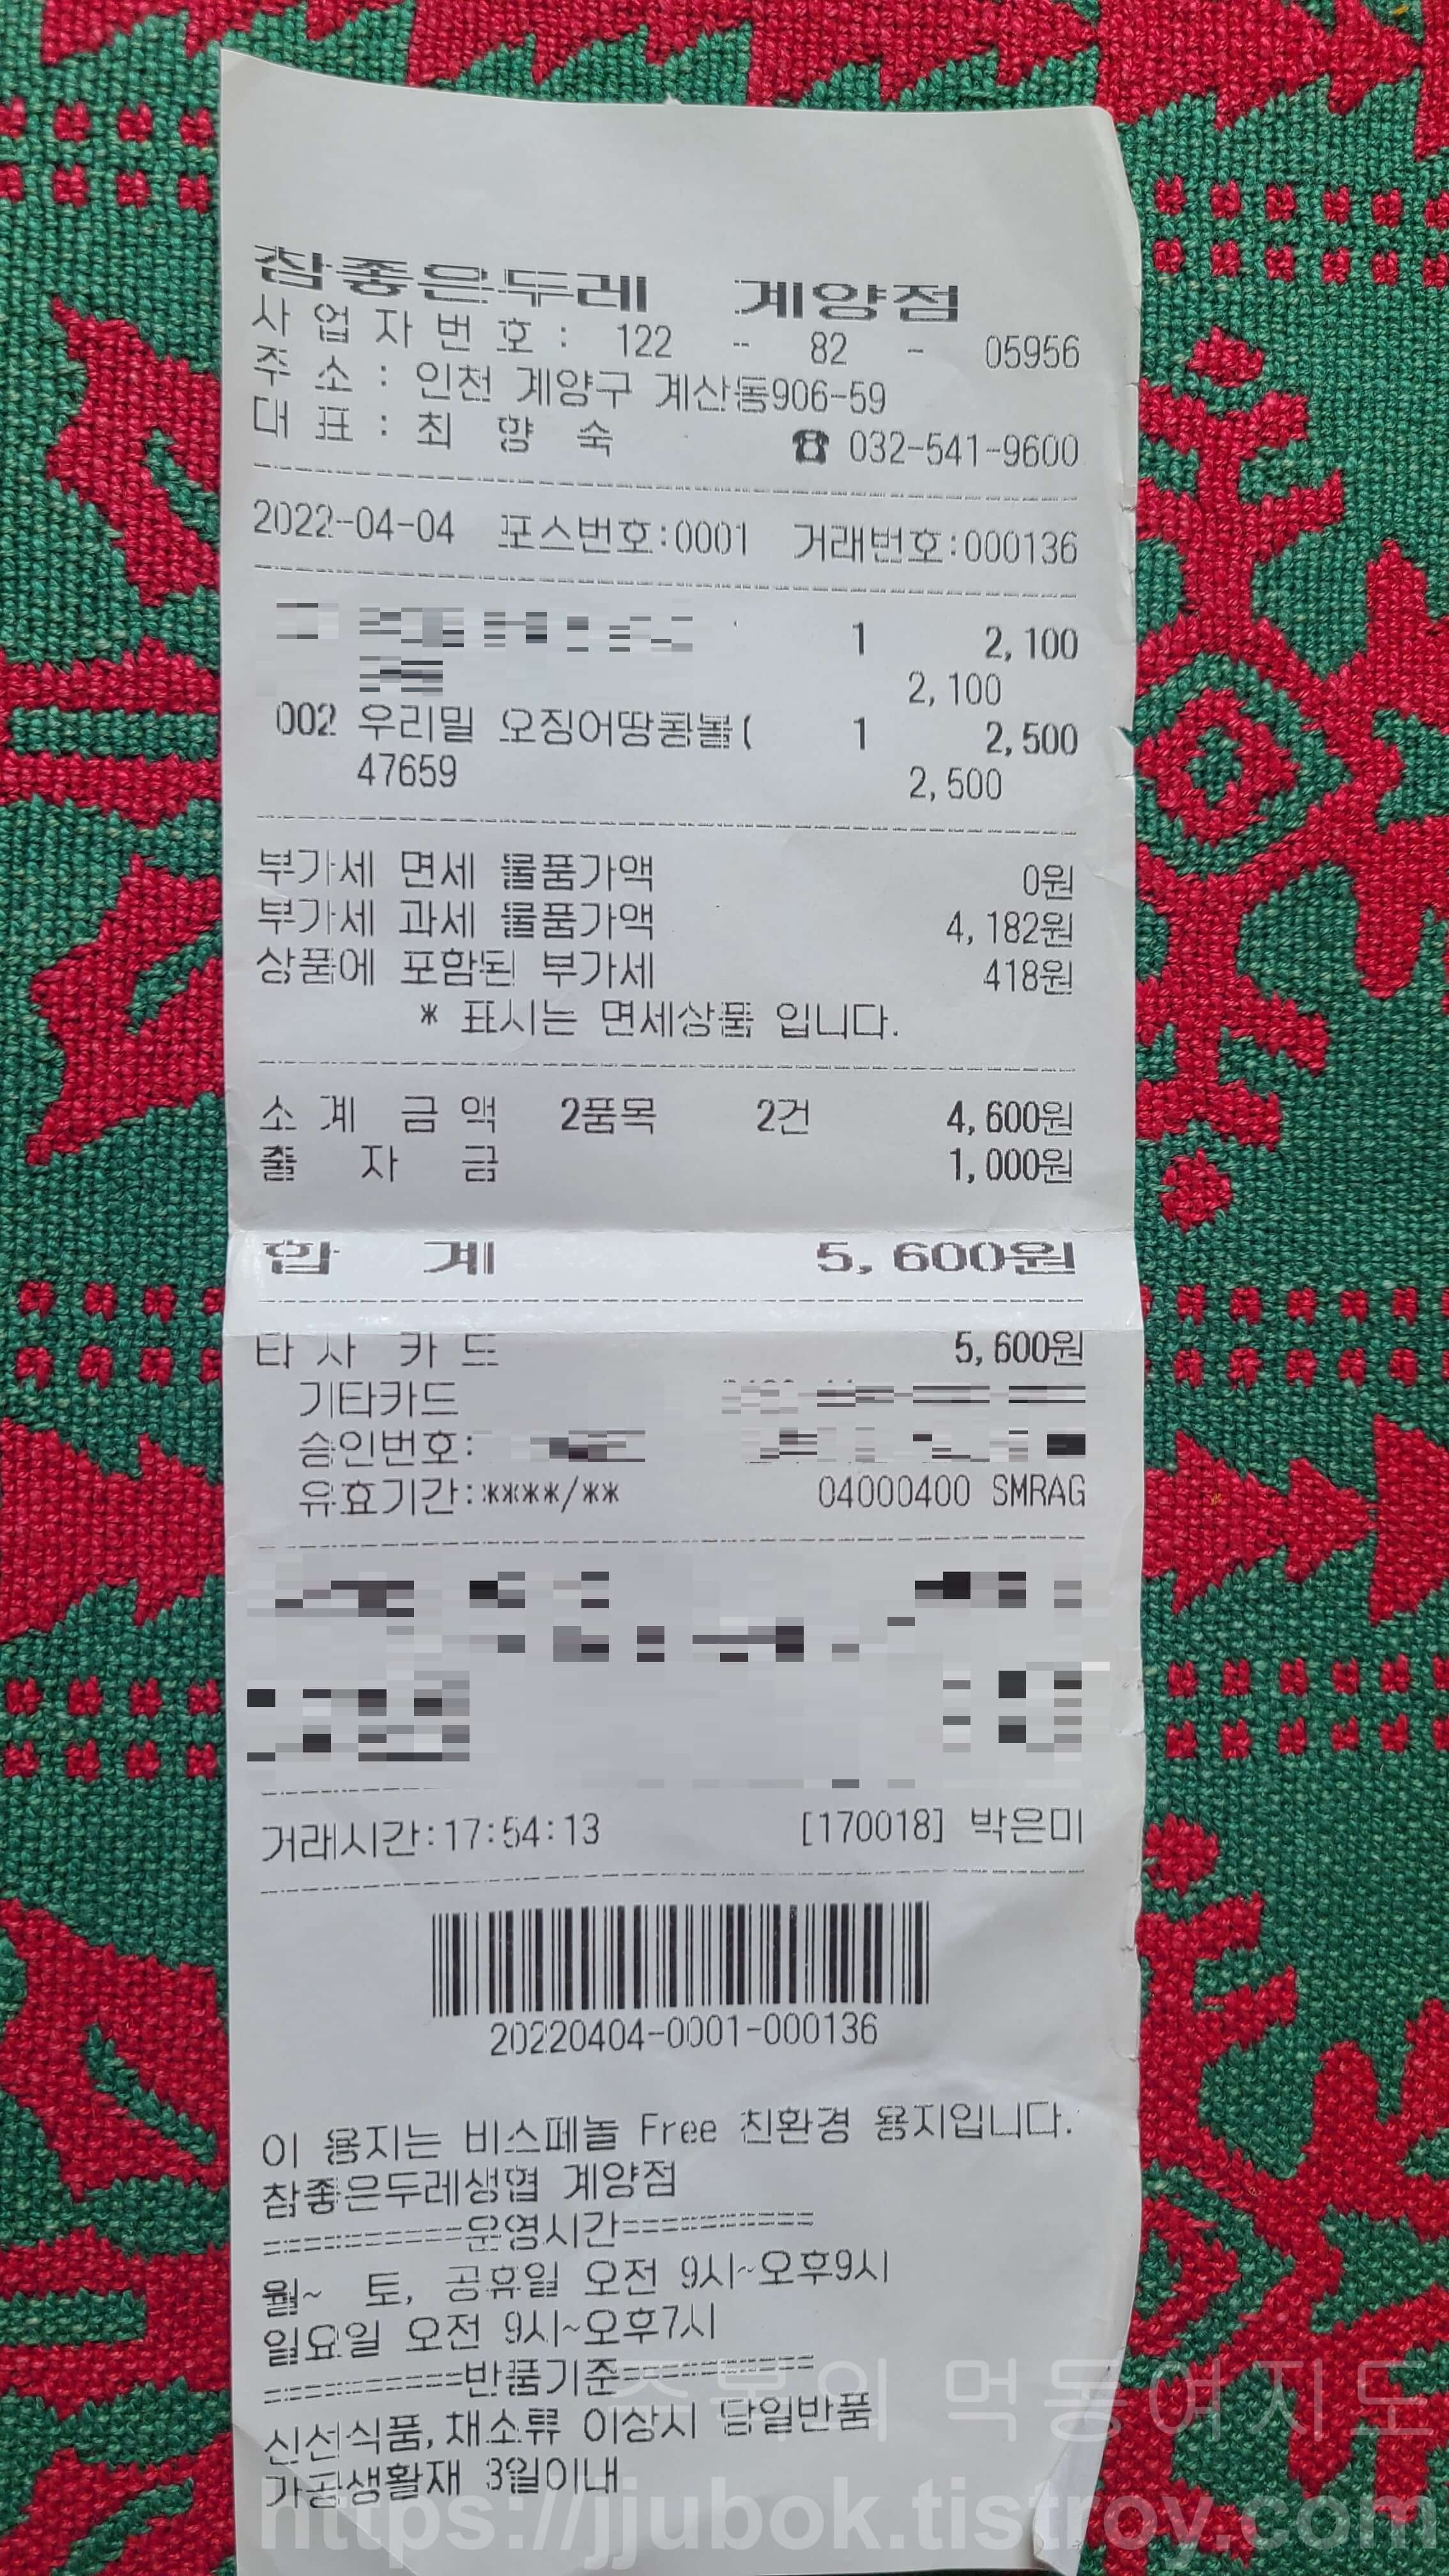 참좋은두레 계양점
사 업 자 번 호 : 122 - 82 - 05956
주 소 : 인천 계양구 계산동906-59
대 표 : 최 향 숙 ☎ 032-541-9600
2022-04-04 포스번호:0001 거래번호:000136
1 2,100
2,100
002 우리밀 오징어땅콩볼( 1 2,500
47659 2,500
부가세 면세 물품가액 0원
부가세 과세 물품가액 4,182원
상품에 포함된 부가세 418원
* 표시는 면세상품 입니다.
소 계 금 액 2품목 2건 4,600원
출 자 금 1,000원
합 계 5,600원
타 사 카 드 5,600원
기타카드
승인번호:
유효기간:****/** 04000400 SMRAG
거래시간:17:54:13 [170018] 박은미
20220404-0001-000136
이 용지는 비스페놀 Free 친환경 용지입니다.
참좋은두레생협 계양점
===========운영시간===========
월~ 토, 공휴일 오전 9시~오후9시
일요일 오전 9시~오후7시
===========반품기준===========
신선식품,채소류 이상시 당일반품
가공생활재 3일이내
쭈복의 먹동여지도
https://jjubok.tistroy.com